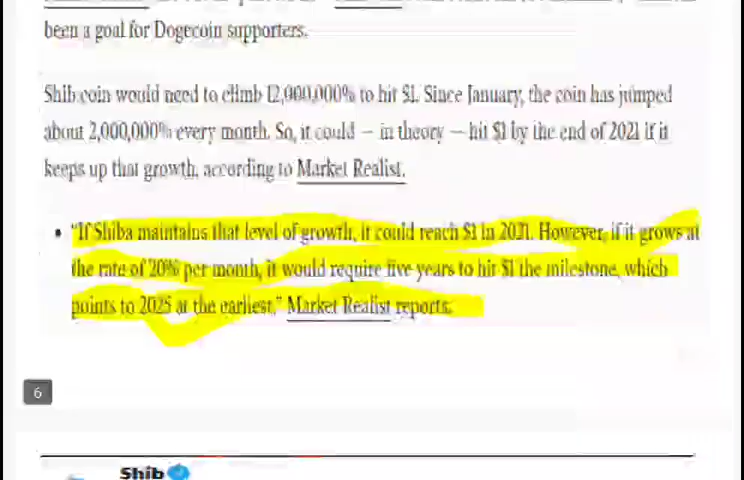 been a goal for Dogecoin supporters.
Shib coin would need to climb 12,000,000% to hit $1. Since January, the coin has jumped
about 2,000,000% every month. So, it could – in theory – hit $1 by the end of 2021 if it
keeps up that growth, according to Market Realist.
• "If Shiba maintains that level of growth, it could reach $1 in 2021. However, if it grows at
the rate of 20% per month, it would require five years to hit $1 the milestone, which
points to 2025 at the earliest," Market Realist reports.
6
Shib